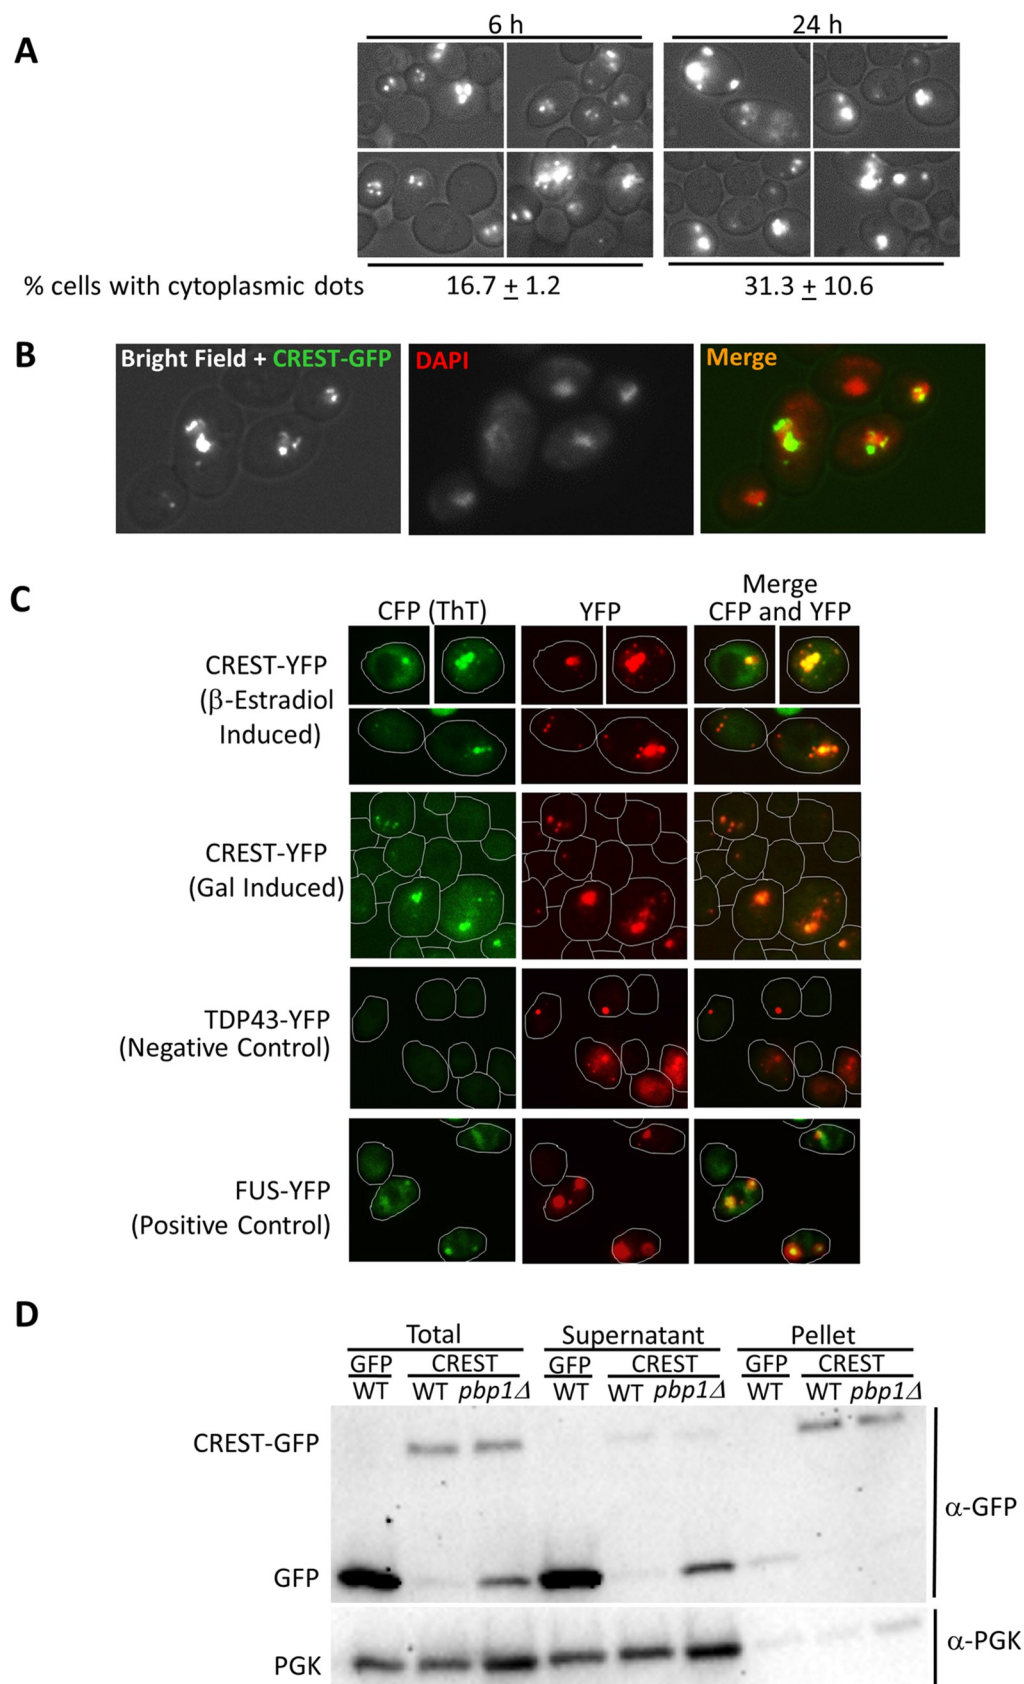 A
6 h
24 h
% cells with cytoplasmic dots
16.7 ± 1.2
31.3 ± 10.6
B
Bright Field + CREST-GFP
DAPI
Merge
C
CFP (ThT)
YFP
Merge
CFP and YFP
CREST-YFP
(β-Estradiol
Induced)
CREST-YFP
(Gal Induced)
TDP43-YFP
(Negative Control)
FUS-YFP
(Positive Control)
D
Total
Supernatant
Pellet
GFP CREST GFP CREST GFP CREST
WT WT pbp1Δ WT WT pbp1Δ WT WT pbp1Δ
CREST-GFP
α-GFP
GFP
α-PGK
PGK